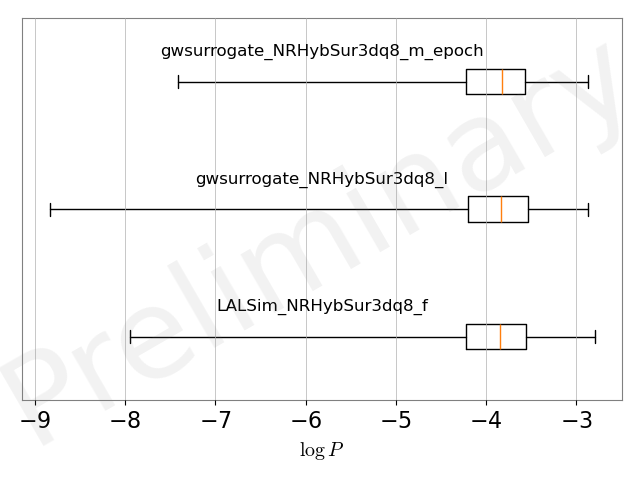 gwsurrogate_NRHybSur3dq8_m_epoch
gwsurrogate_NRHybSur3dq8_l
LALSim_NRHybSur3dq8_f
Preliminary
−9 −8 −7 −6 −5 −4 −3
log P